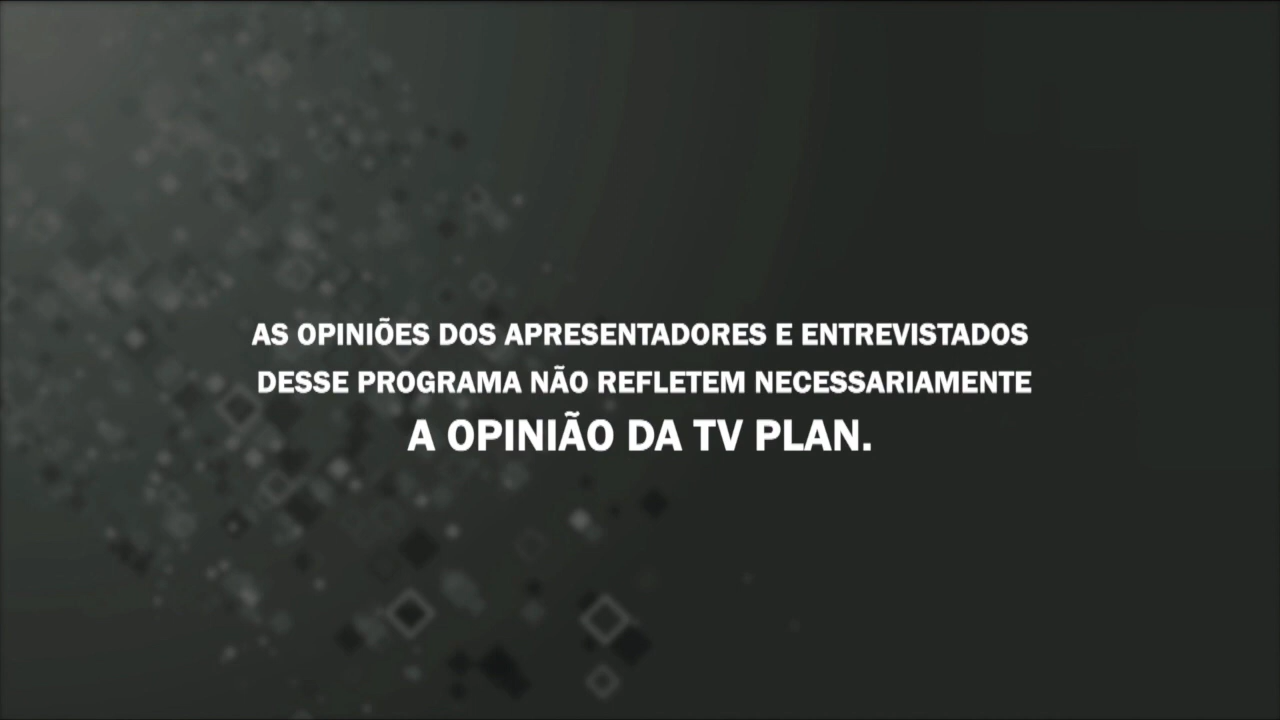 AS OPINIÕES DOS APRESENTADORES E ENTREVISTADOS
DESSE PROGRAMA NÃO REFLETEM NECESSARIAMENTE
A OPINIÃO DA TV PLAN.